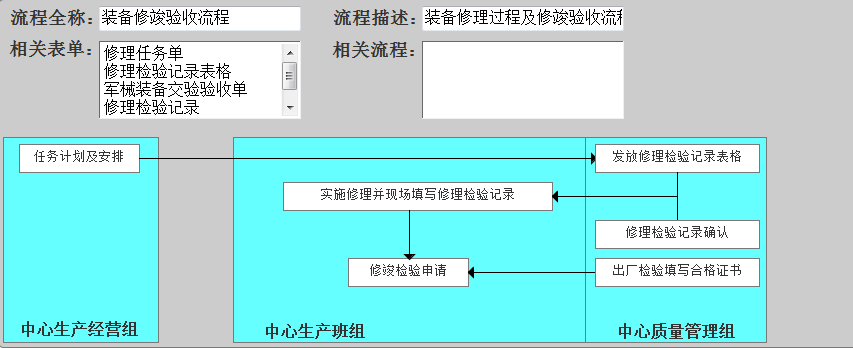 流程全称：装备修竣验收流程
流程描述：装备修理过程及修竣验收流程
相关表单：
修理任务单
修理检验记录表格
军械装备交验验收单
修理检验记录
相关流程：
任务计划及安排
发放修理检验记录表格
实施修理并现场填写修理检验记录
修理检验记录确认
修竣检验申请
出厂检验填写合格证书
中心生产经营组
中心生产班组
中心质量管理组